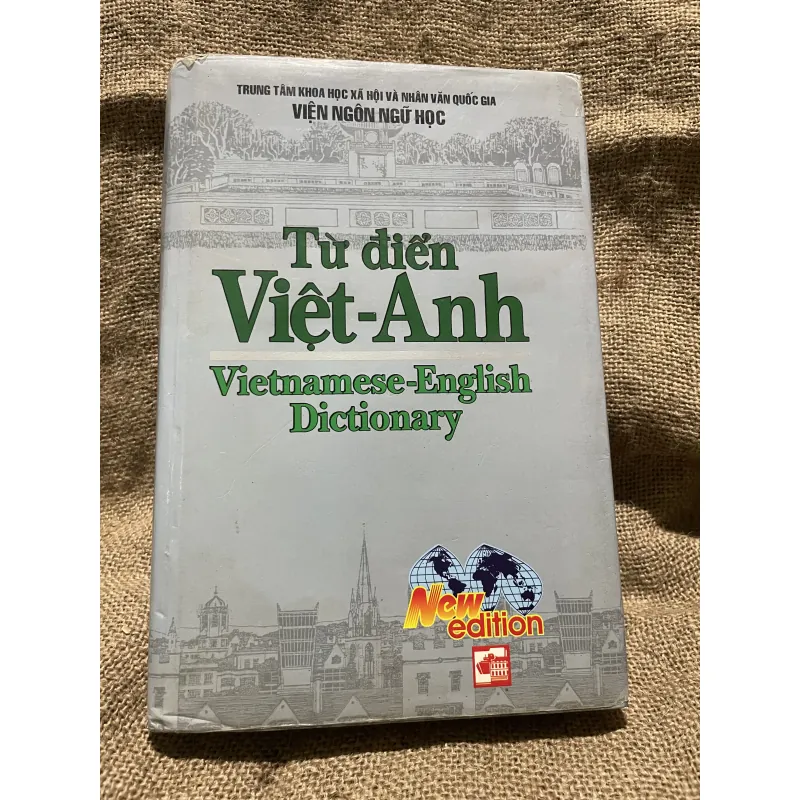 TRUNG TÂM KHOA HỌC XÃ HỘI VÀ NHÂN VĂN QUỐC GIA
VIỆN NGÔN NGỮ HỌC
Từ điển
Việt-Anh
Vietnamese-English
Dictionary
New
edition